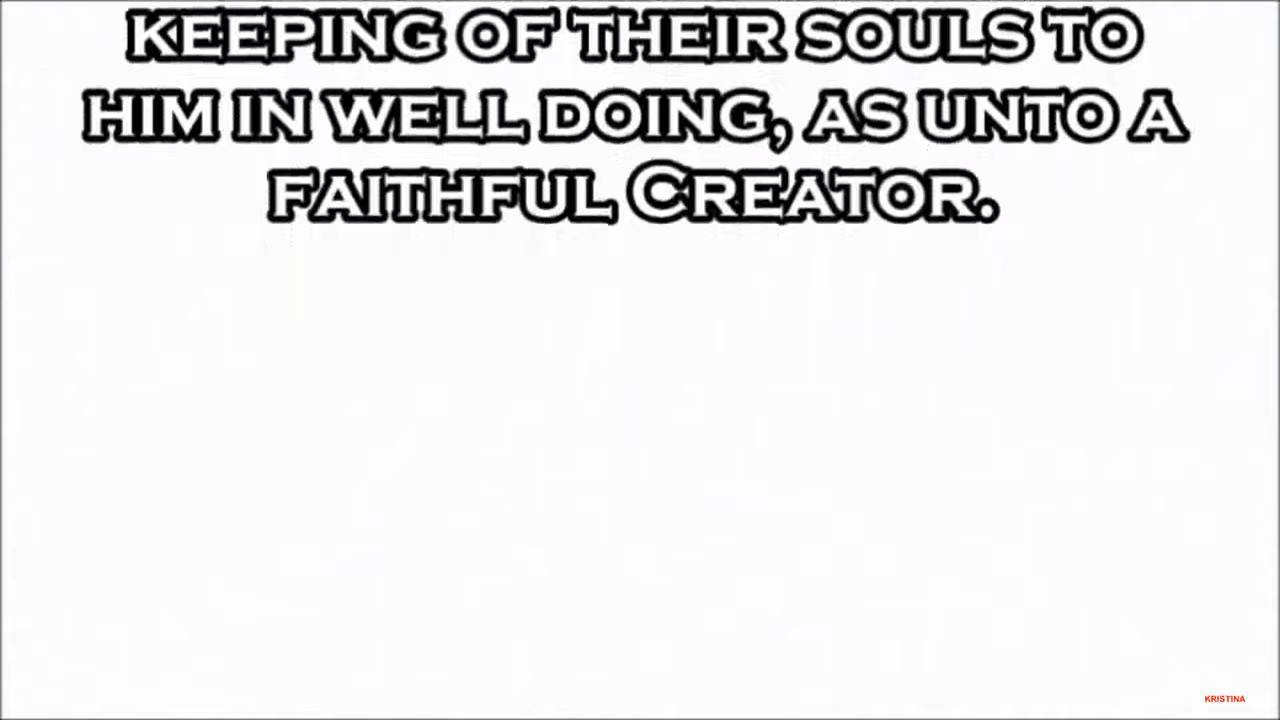 KEEPING OF THEIR SOULS TO
HIM IN WELL DOING, AS UNTO A
FAITHFUL CREATOR.
KRISTINA